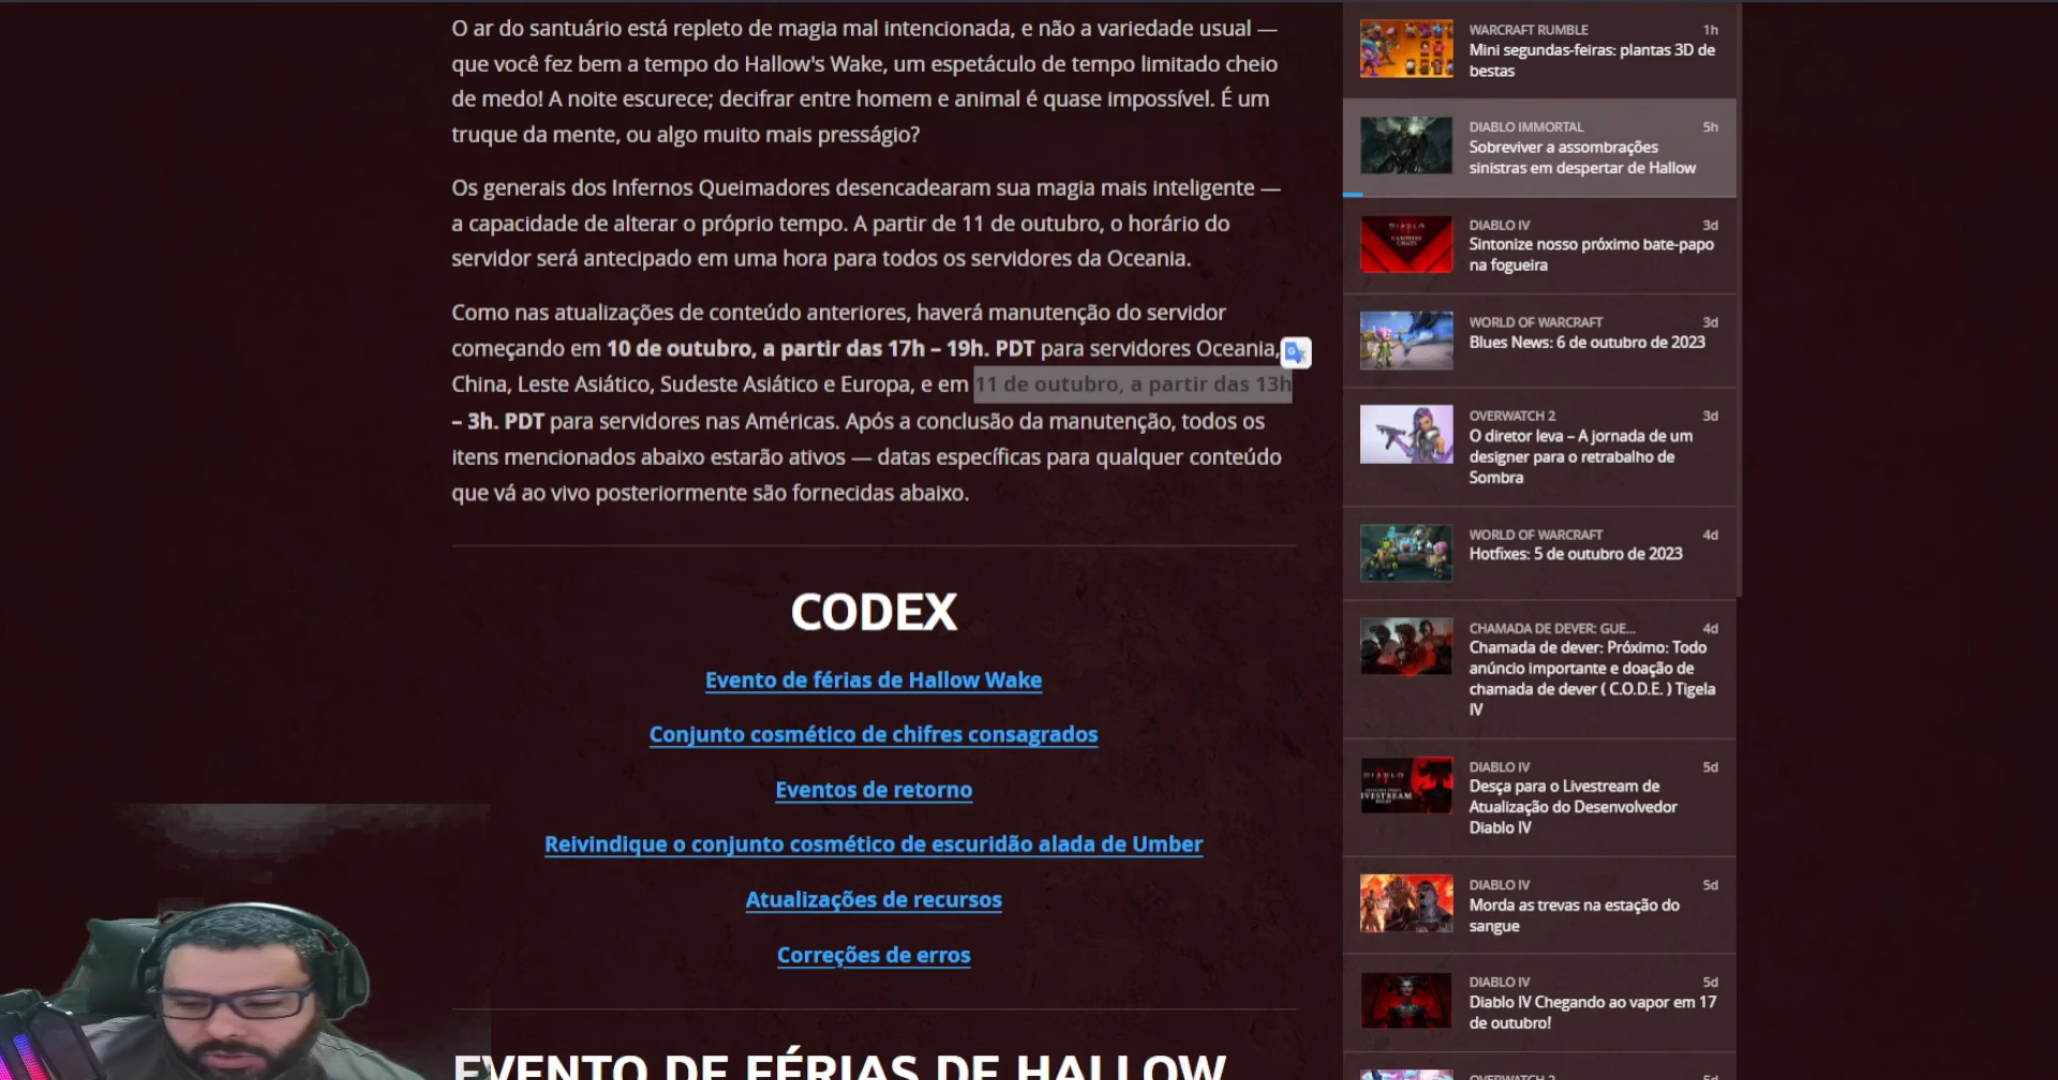 O ar do santuário está repleto de magia mal intencionada, e não a variedade usual —
que você fez bem a tempo do Hallow's Wake, um espetáculo de tempo limitado cheio
de medo! A noite escurece; decifrar entre homem e animal é quase impossível. É um
truque da mente, ou algo muito mais presságio?
Os generais dos Infernos Queimadores desencadearam sua magia mais inteligente —
a capacidade de alterar o próprio tempo. A partir de 11 de outubro, o horário do
servidor será antecipado em uma hora para todos os servidores da Oceania.
Como nas atualizações de conteúdo anteriores, haverá manutenção do servidor
começando em 10 de outubro, a partir das 17h – 19h. PDT para servidores Oceania,
China, Leste Asiático, Sudeste Asiático e Europa, e em 11 de outubro, a partir das 13h
– 3h. PDT para servidores nas Américas. Após a conclusão da manutenção, todos os
itens mencionados abaixo estarão ativos — datas específicas para qualquer conteúdo
que vá ao vivo posteriormente são fornecidas abaixo.
CODEX
Evento de férias de Hallow Wake
Conjunto cosmético de chifres consagrados
Eventos de retorno
Reivindique o conjunto cosmético de escuridão alada de Umber
Atualizações de recursos
Correções de erros
EVENTO DE FÉRIAS DE HALLOW
WARCRAFT RUMBLE 1h
Mini segundas-feiras: plantas 3D de
bestas
DIABLO IMMORTAL 5h
Sobreviver a assombrações
sinistras em despertar de Hallow
DIABLO IV 3d
Sintonize nosso próximo bate-papo
na fogueira
WORLD OF WARCRAFT 3d
Blues News: 6 de outubro de 2023
OVERWATCH 2 3d
O diretor leva – A jornada de um
designer para o retrabalho de
Sombra
WORLD OF WARCRAFT 4d
Hotfixes: 5 de outubro de 2023
CHAMADA DE DEVER: GUE... 4d
Chamada de dever: Próximo: Todo
anúncio importante e doação de
chamada de dever ( C.O.D.E. ) Tigela
IV
DIABLO IV 5d
Desça para o Livestream de
Atualização do Desenvolvedor
Diablo IV
DIABLO IV 5d
Morda as trevas na estação do
sangue
DIABLO IV 5d
Diablo IV Chegando ao vapor em 17
de outubro!
OVERWATCH 2 5d